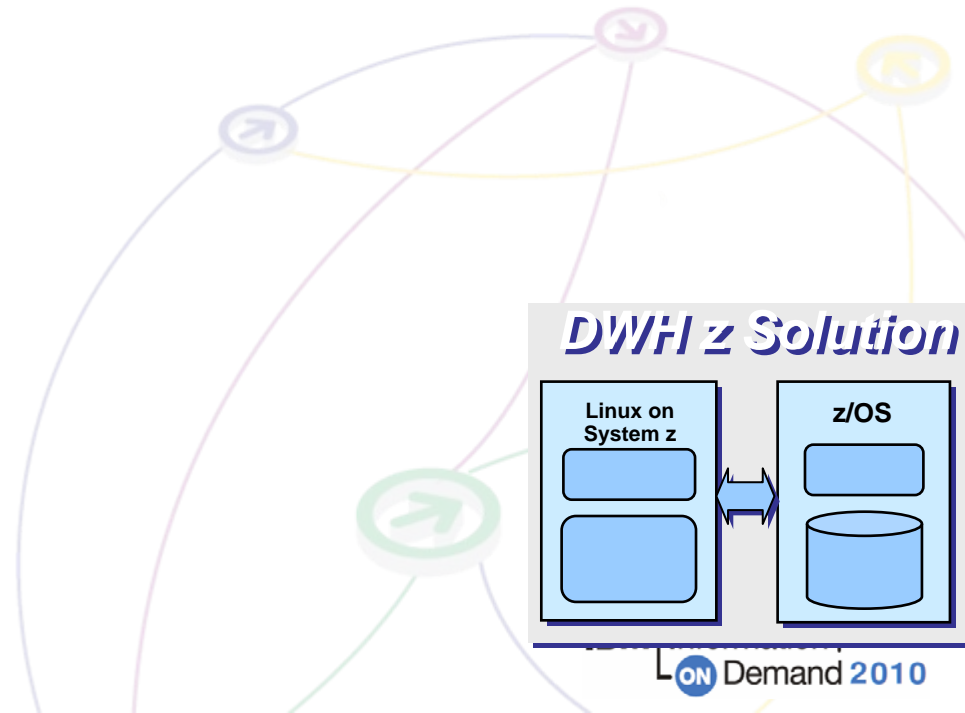 DWH z Solution
Linux on
System z
z/OS
ON Demand 2010